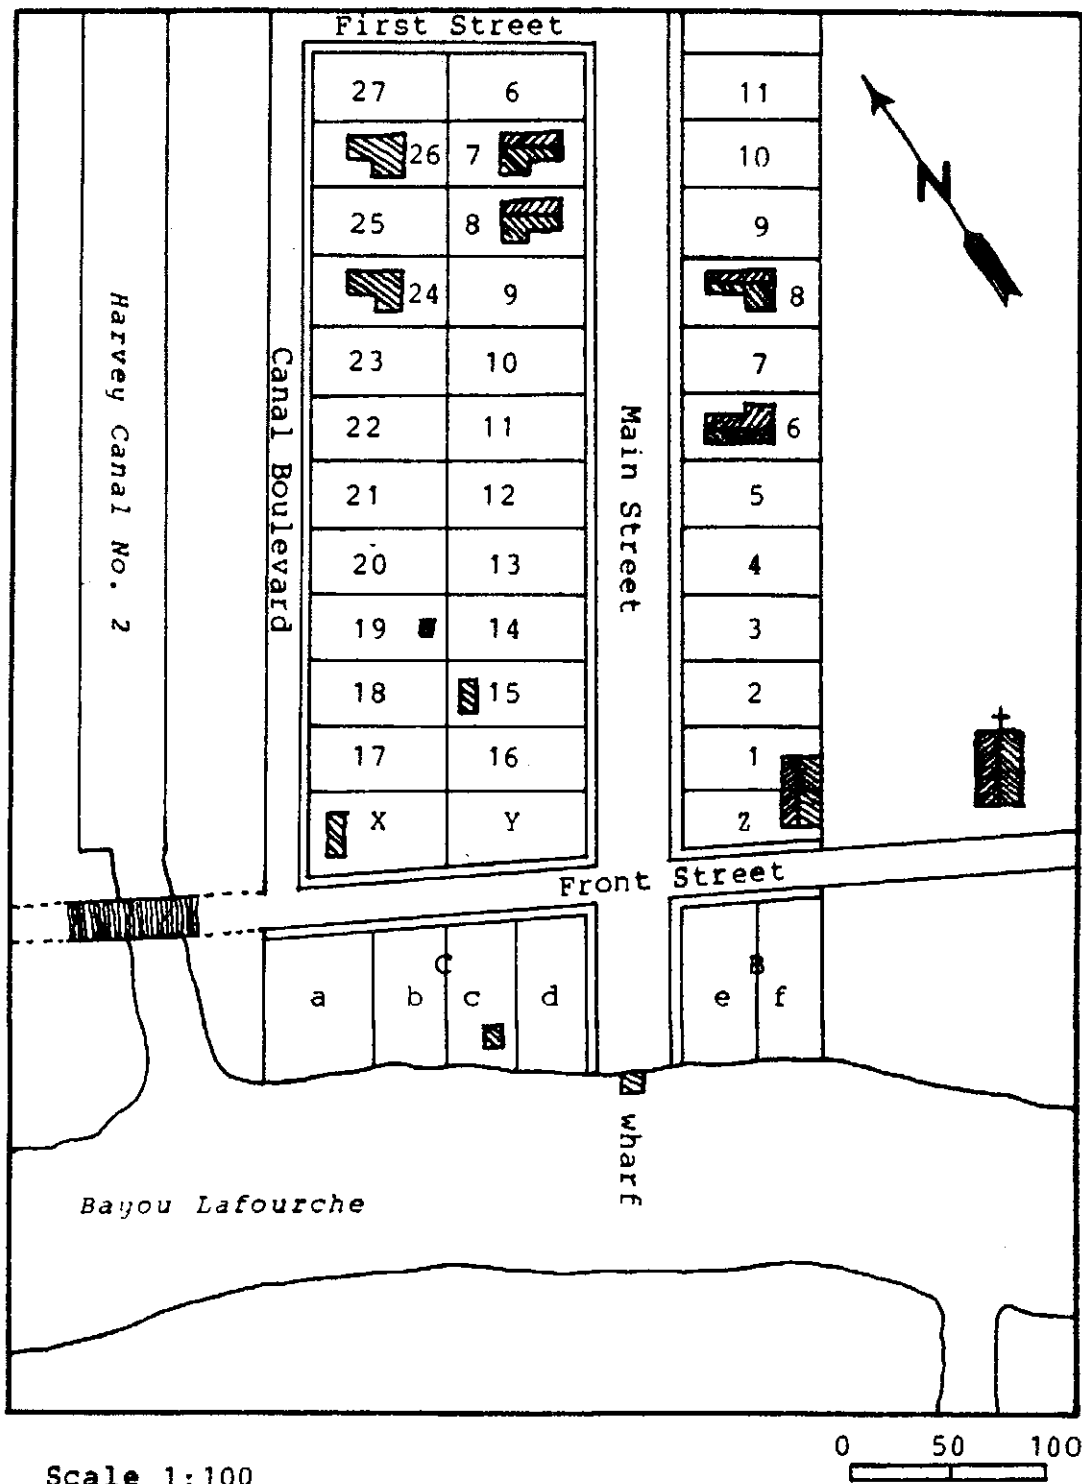 First Street
27 6 11
26 7 10
25 8 9
24 9 8
23 10 7
22 11 6
21 12 5
20 13 4
19 14 3
18 15 2
17 16 1
X Y Z
N
Harvey Canal No. 2
Canal Boulevard
Main Street
Front Street
C B
a b c d e f
wharf
Bayou Lafourche
0 50 100
Scale 1:100